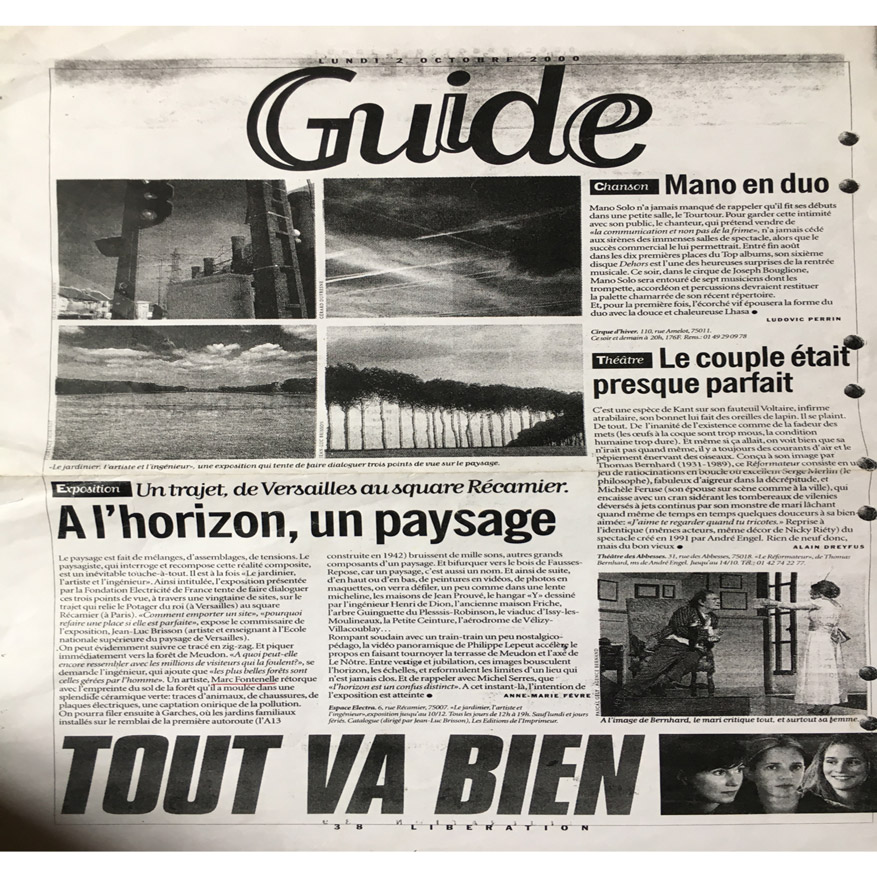 LUNDI 2 OCTOBRE 2000
Guide
Chanson Mano en duo
Mano Solo n'a jamais manqué de rappeler qu'il fit ses débuts
dans une petite salle, le Tourtour. Pour garder cette intimité
avec son public, le chanteur, qui prétend vendre de
«la communication et non pas de la frime», n'a jamais cédé
aux sirènes des immenses salles de spectacle, alors que le
succès commercial le lui permettrait. Entré fin août
dans les dix premières places du Top albums, son sixième
disque Dehors est l'une des heureuses surprises de la rentrée
musicale. Ce soir, dans le cirque de Joseph Bouglione,
Mano Solo sera entouré de sept musiciens dont les
trompette, accordéon et percussions devraient restituer
la palette chamarrée de son récent répertoire.
Et, pour la première fois, l'écorché vif épousera la forme du
duo avec la douce et chaleureuse Lhasa ●
LUDOVIC PERRIN
Cirque d'hiver. 110, rue Amelot, 75011.
Ce soir et demain à 20h, 176F. Rens.: 01 49 29 09 78
Théâtre Le couple était
presque parfait
C'est une espèce de Kant sur son fauteuil Voltaire, infirme
atrabilaire, son bonnet lui fait des oreilles de lapin. Il se plaint.
De tout. De l'inanité de l'existence comme de la fadeur des
mets (les œufs à la coque sont trop mous, la condition
humaine trop dure). Et même si ça allait, on voit bien que ça
n'irait pas quand même, il y a toujours des courants d'air et le
pépiement énervant des oiseaux. Conçu à son image par
Thomas Bernhard (1931-1989), ce Réformateur consiste en un
jeu de ratiocinations en boucle où excellent Serge Merlin (le
philosophe), fabuleux d'aigreur dans la décrépitude, et
Michèle Feruse (son épouse sur scène comme à la ville), qui
encaisse avec un cran sidérant les tombereaux de vilenies
déversés à jets continus par son monstre de mari lâchant
quand même de temps en temps quelques douceurs à sa bien-
aimée: «J'aime te regarder quand tu tricotes.» Reprise à
l'identique (mêmes acteurs, même décor de Nicky Riéty) du
spectacle créé en 1991 par André Engel. Rien de neuf donc,
mais du bon vieux ●
ALAIN DREYFUS
Théâtre des Abbesses. 31, rue des Abbesses, 75018. «Le Réformateur», de Thomas
Bernhard, ms de André Engel. Jusqu'au 14/10. Tél.: 01 42 74 22 77.
A l'image de Bernhard, le mari critique tout, et surtout sa femme.
«Le jardinier, l'artiste et l'ingénieur», une exposition qui tente de faire dialoguer trois points de vue sur le paysage.
Exposition Un trajet, de Versailles au square Récamier.
A l'horizon, un paysage
Le paysage est fait de mélanges, d'assemblages, de tensions. Le
paysagiste, qui interroge et recompose cette réalité composite,
est un inévitable touche-à-tout. Il est à la fois «Le jardinier,
l'artiste et l'ingénieur». Ainsi intitulée, l'exposition présentée
par la Fondation Electricité de France tente de faire dialoguer
ces trois points de vue, à travers une vingtaine de sites, sur le
trajet qui relie le Potager du roi (à Versailles) au square
Récamier (à Paris). «Comment emporter un site», «pourquoi
refaire une place si elle est parfaite», expose le commissaire
de l'exposition, Jean-Luc Brisson (artiste et enseignant à l'Ecole
nationale supérieure du paysage de Versailles).
On peut évidemment suivre ce tracé en zig-zag. Et piquer
immédiatement vers la forêt de Meudon. «A quoi peut-elle
encore ressembler avec les millions de visiteurs qui la foulent?», se
demande l'ingénieur, qui ajoute que «les plus belles forêts sont
celles gérées par l'homme». Un artiste, Marc Fontenelle rétorque
avec l'empreinte du sol de la forêt qu'il a moulée dans une
splendide céramique verte: traces d'animaux, de chaussures, de
plaques électriques, une captation onirique de la pollution.
On pourra filer ensuite à Garches, où les jardins familiaux
installés sur le remblai de la première autoroute (l'A13
construite en 1942) bruissent de mille sons, autres grands
composants d'un paysage. Et bifurquer vers le bois de Fausses-
Repose, car un paysage, c'est aussi un nom. Et ainsi de suite,
d'en haut ou d'en bas, de peintures en vidéos, de photos en
maquettes, on verra défiler, un peu comme dans une lente
micheline, les maisons de Jean Prouvé, le hangar «Y» dessiné
par l'ingénieur Henri de Dion, l'ancienne maison Friche,
l'arbre Guinguette du Plesssis-Robinson, le viaduc d'Issy-les-
Moulineaux, la Petite Ceinture, l'aérodrome de Vélizy-
Villacoublay…
Rompant soudain avec un train-train un peu nostalgico-
pédago, la vidéo panoramique de Philippe Lepeut accélère le
propos en faisant tournoyer la terrasse de Meudon et l'axe de
Le Nôtre. Entre vertige et jubilation, ces images bousculent
l'horizon, les échelles, et reformulent les limites d'un lieu qui
n'est jamais clos. Et de rappeler avec Michel Serres, que
«l'horizon est un confus distinct». A cet instant-là, l'intention de
l'exposition est atteinte ●
ANNE-MARIE FÈVRE
Espace Electra. 6, rue Récamier, 75007. «Le jardinier, l'artiste et
l'ingénieur», exposition jusqu'au 10/12. Tous les jours de 12h à 19h. Sauf lundi et jours
fériés. Catalogue (dirigé par Jean-Luc Brisson), Les Editions de l'Imprimeur.
TOUT VA BIEN
38 LIBERATION